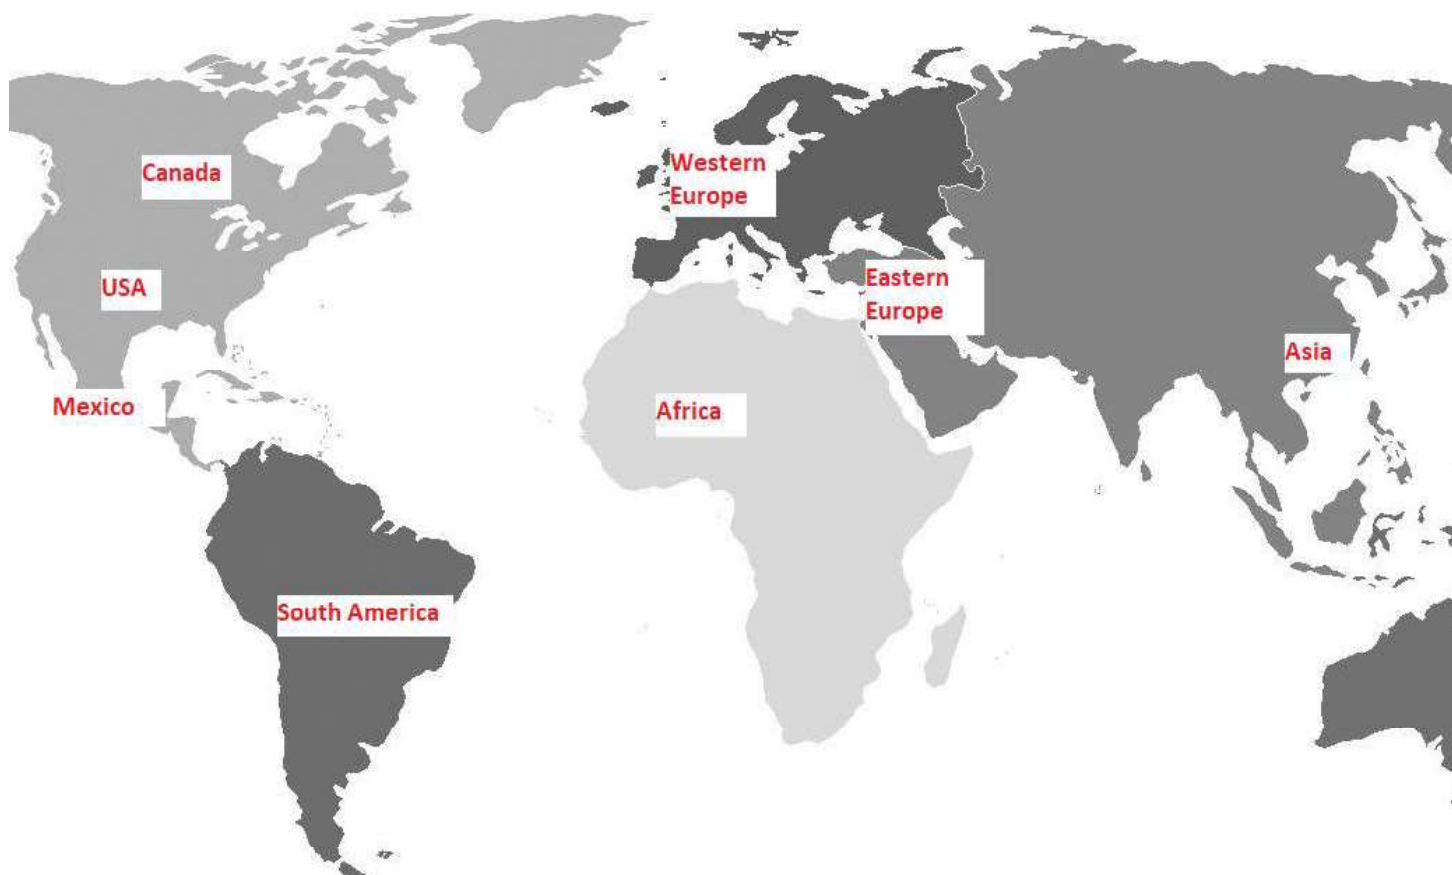 Canada
Western
Europe
USA
Eastern
Europe
Asia
Mexico
Africa
South America